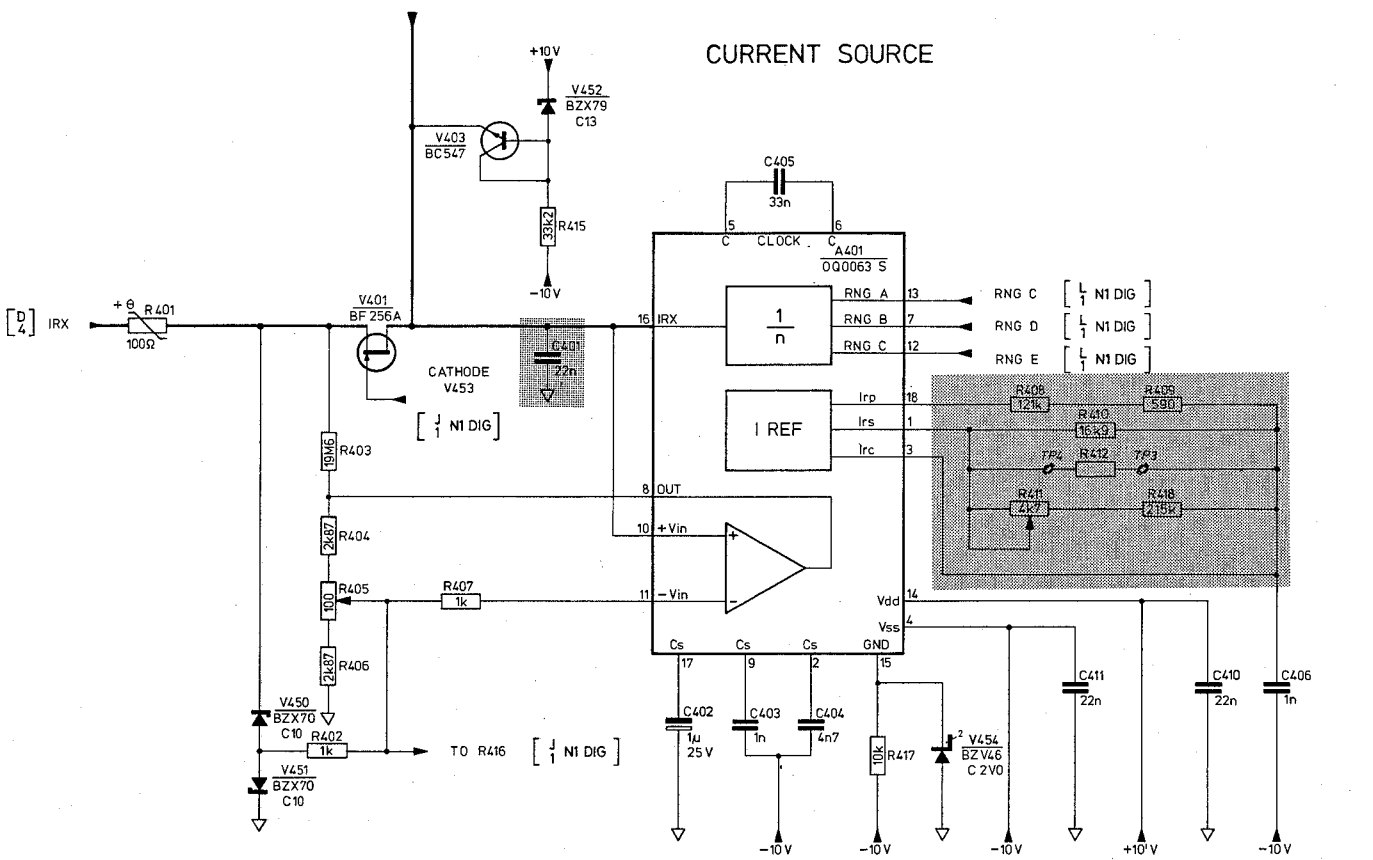 CURRENT SOURCE
+10V
V452
BZX79
C13
V403
BC547
33k2
R415
-10V
C405
33n
5
6
C CLOCK C
A401
OQ0063 S
[D/4] IRX
+θ
R401
100Ω
V401
BF256A
CATHODE
V453
[J/1 N1 DIG]
C401
22n
16 IRX
1/n
RNG A 13 RNG C [L/1 N1 DIG]
RNG B 7 RNG D [L/1 N1 DIG]
RNG C 12 RNG E [L/1 N1 DIG]
I REF
Irp 18
Irs 1
Irc 3
R408
121k
R409
590
R410
16k9
TP4
R412
TP3
R411
4k7
R418
215k
19M6
R403
8 OUT
2k87
R404
10 +Vin
+
100
R405
R407
1k
11 -Vin
-
2k87
R406
Vdd 14
Vss 4
Cs
17
Cs
9
Cs
2
GND
15
V450
BZX70
C10
R402
1k
TO R416 [J/1 N1 DIG]
V451
BZX70
C10
C402
1µ
25V
C403
1n
C404
4n7
-10V
10k
R417
-10V
2
V454
BZV46
C2V0
-10V
C411
22n
+10V
C410
22n
C406
1n
-10V